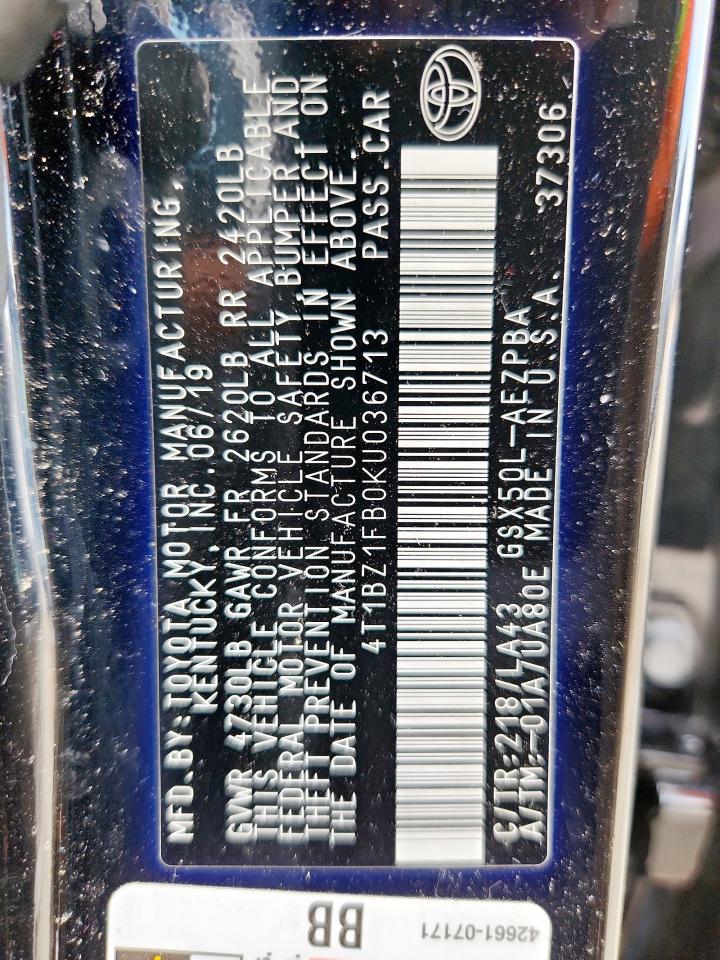 MFD.BY:TOYOTA MOTOR MANUFACTURING,
KENTUCKY,INC.06/19
GVWR 4730LB GAWR FR 2620LB RR 2420LB
THIS VEHICLE CONFORMS TO ALL APPLICABLE
FEDERAL MOTOR VEHICLE SAFETY BUMPER AND
THEFT PREVENTION STANDARDS IN EFFECT ON
THE DATE OF MANUFACTURE SHOWN ABOVE.
4T1BZ1FB0KU036713 PASS.CAR
C/TR:218/LA43 GSX50L-AEZPBA
A/TM:-01A/UA80E MADE IN U.S.A. 37306
42661-07171
BB